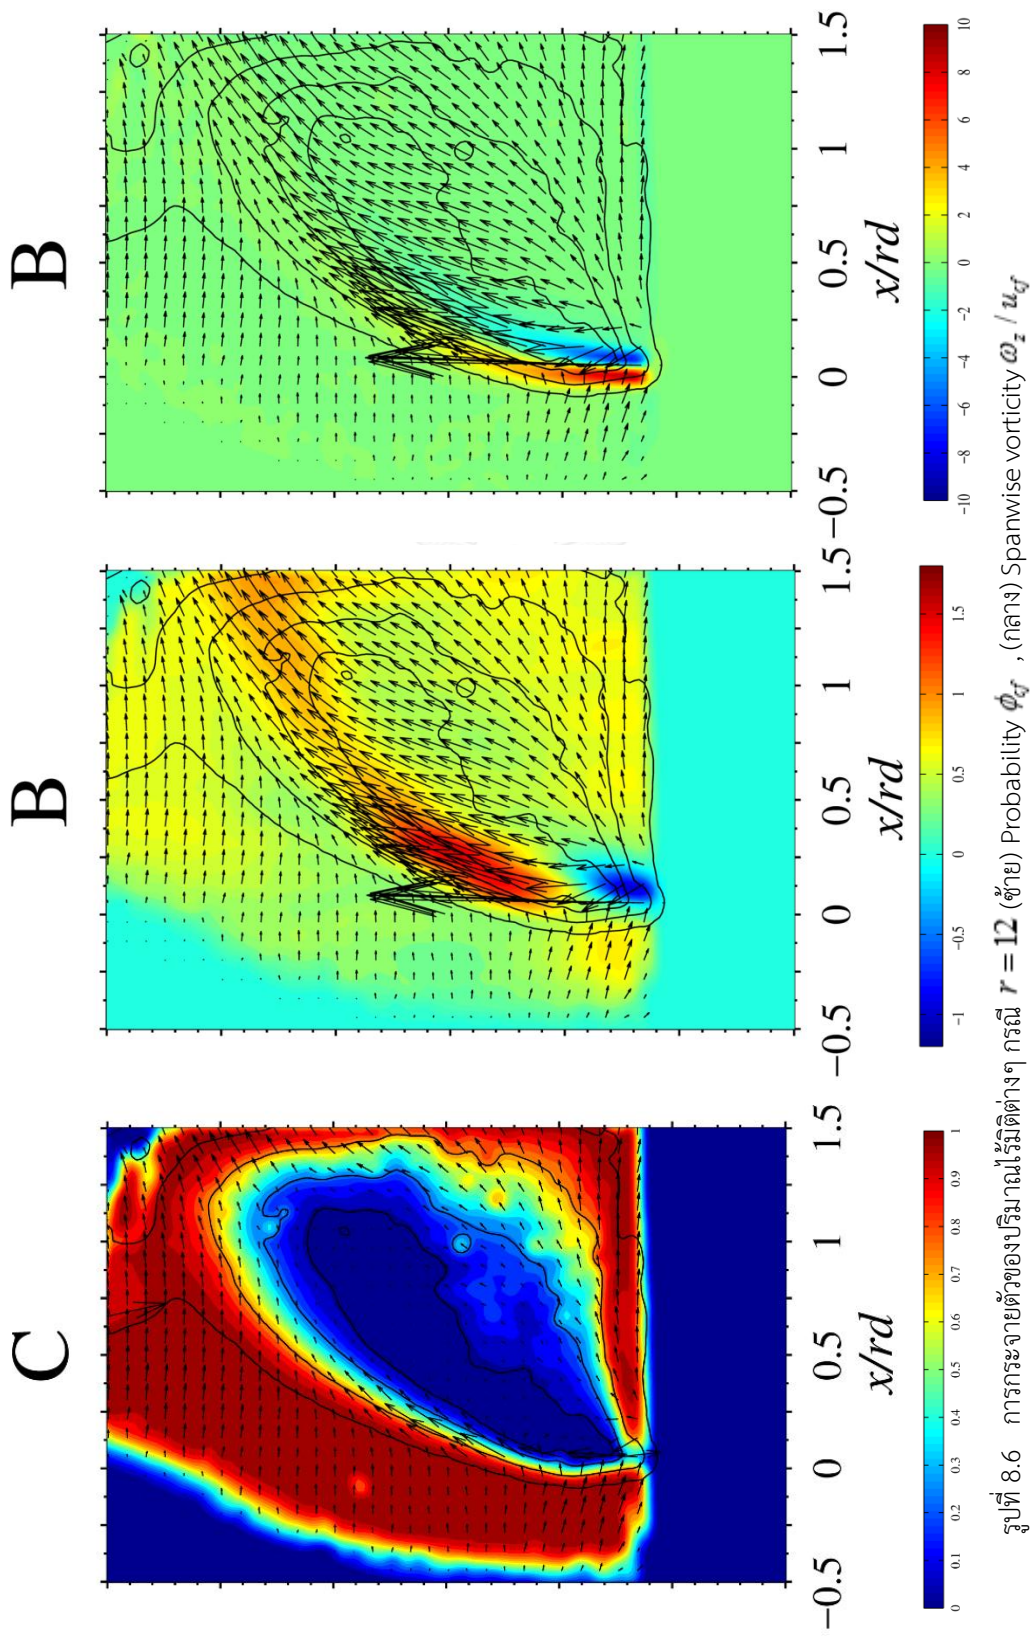 C B B
−0.5 0 0.5 1 1.5 −0.5 0 0.5 1 1.5 −0.5 0 0.5 1 1.5
x/rd x/rd x/rd
0 0.1 0.2 0.3 0.4 0.5 0.6 0.7 0.8 0.9 1 −1 −0.5 0 0.5 1 1.5 −10 −8 −6 −4 −2 0 2 4 6 8 10
รูปที่ 8.6 การกระจายตัวของปริมาณไร้มิติต่างๆ กรณี r = 12 (ซ้าย) Probability ϕcf , (กลาง) Spanwise vorticity ωz / ucf